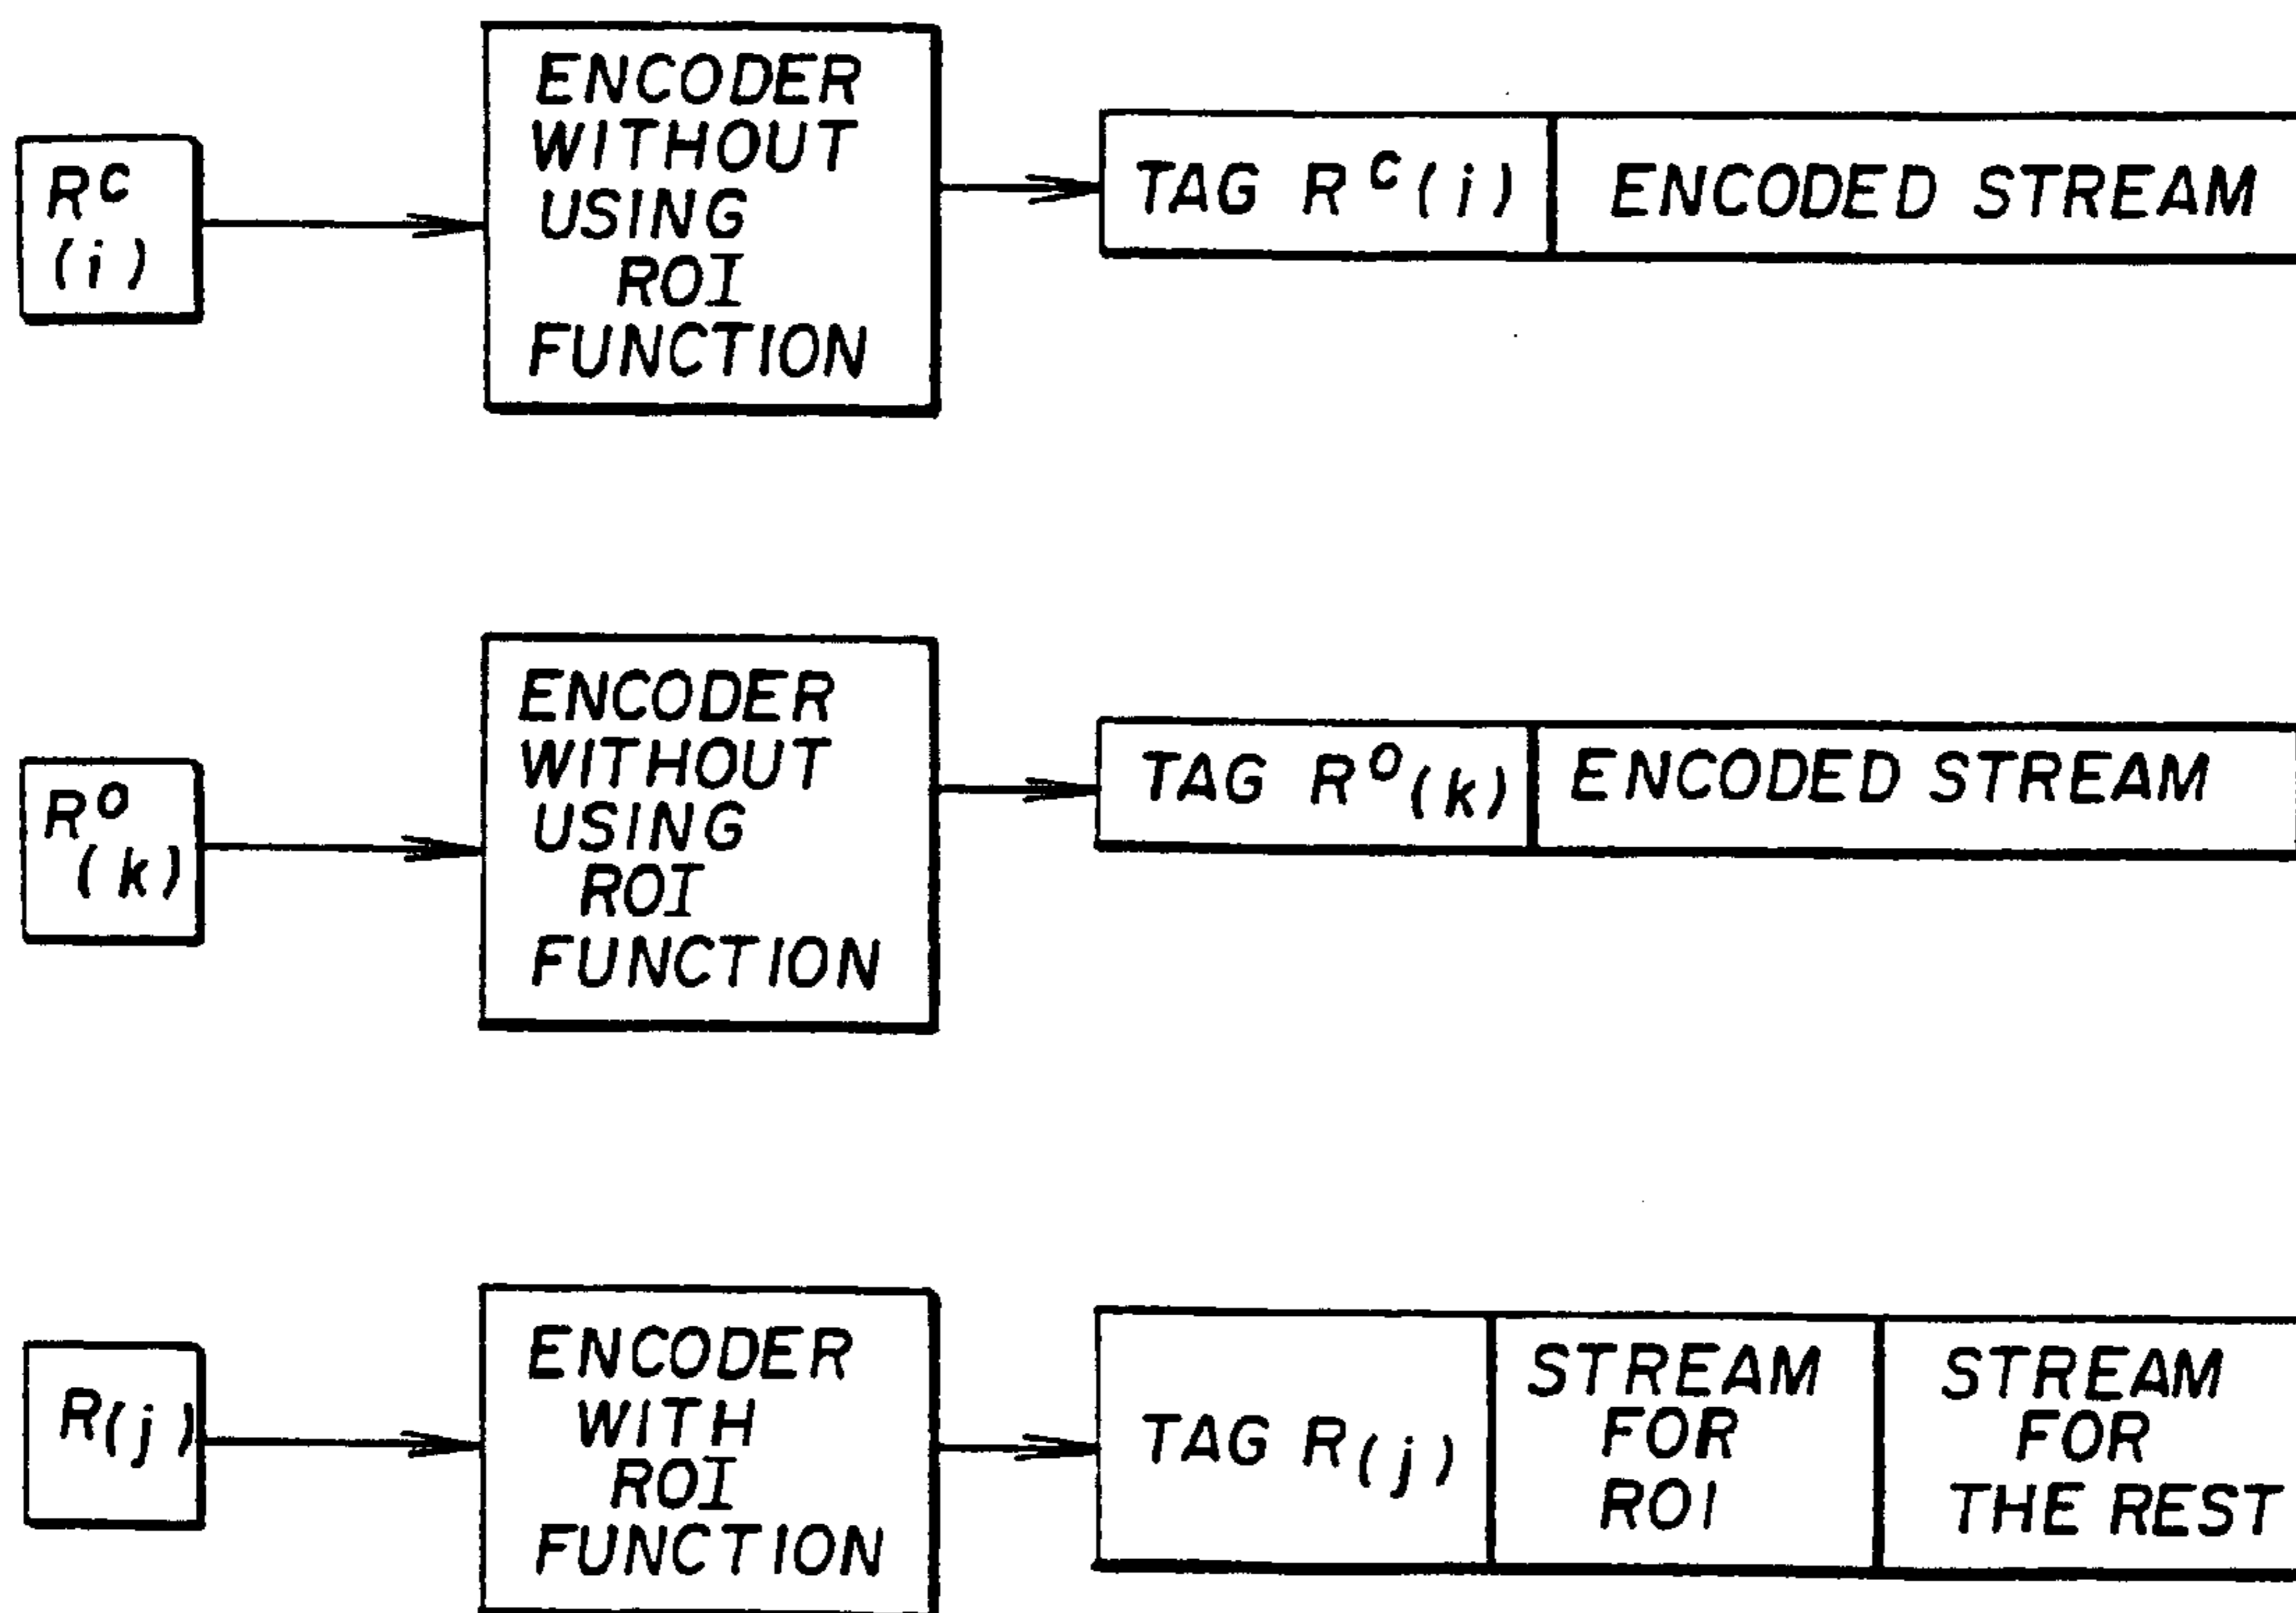 R^C
(i)
ENCODER
WITHOUT
USING
ROI
FUNCTION
TAG R^C(i)
ENCODED STREAM
R^O
(k)
ENCODER
WITHOUT
USING
ROI
FUNCTION
TAG R^O(k)
ENCODED STREAM
R(j)
ENCODER
WITH
ROI
FUNCTION
TAG R(j)
STREAM
FOR
ROI
STREAM
FOR
THE REST